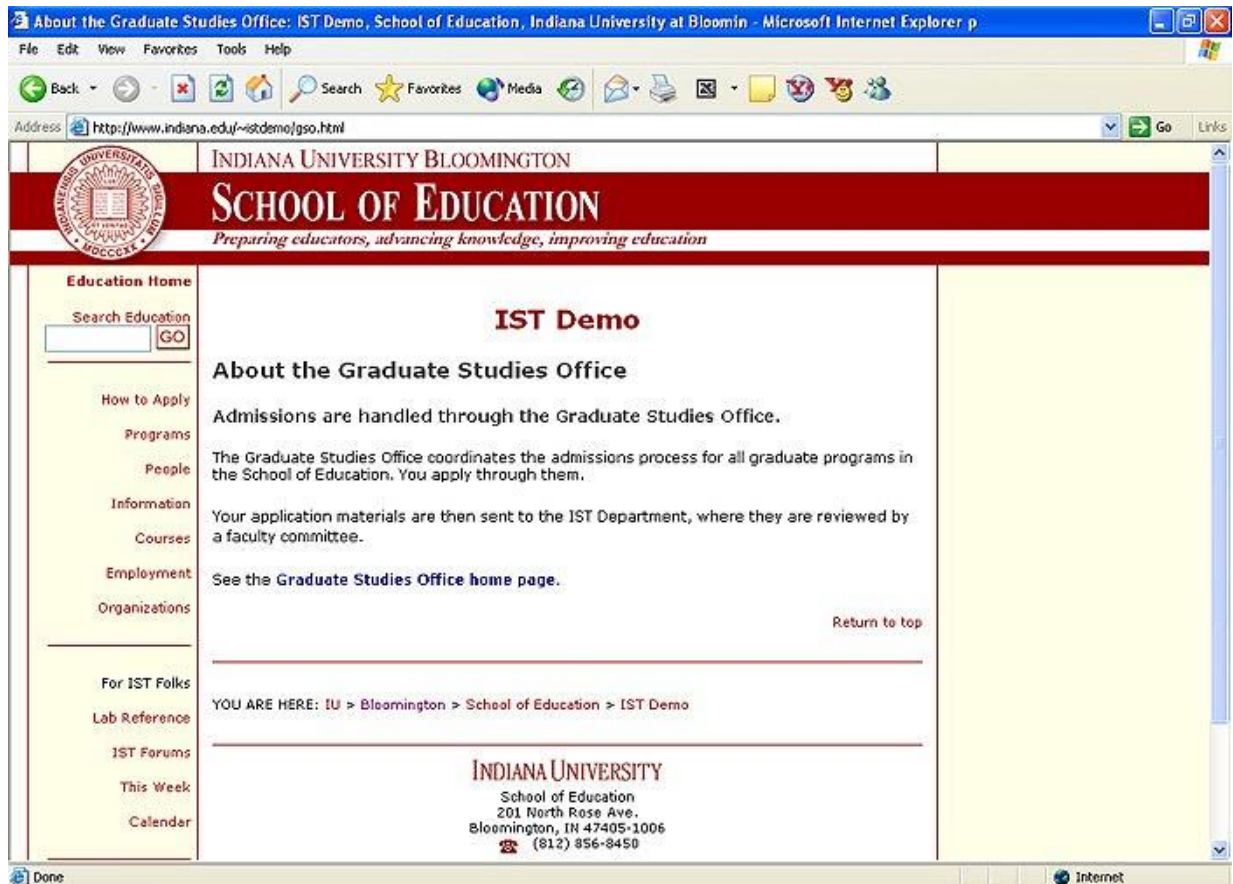 About the Graduate Studies Office: IST Demo, School of Education, Indiana University at Bloomin - Microsoft Internet Explorer p
File Edit View Favorites Tools Help
Back Search Favorites Media
Address http://www.indiana.edu/~istdemo/gso.html Go Links
INDIANA UNIVERSITY BLOOMINGTON
SCHOOL OF EDUCATION
Preparing educators, advancing knowledge, improving education
Education Home
Search Education
GO
How to Apply
Programs
People
Information
Courses
Employment
Organizations
For IST Folks
Lab Reference
IST Forums
This Week
Calendar
IST Demo
About the Graduate Studies Office
Admissions are handled through the Graduate Studies Office.
The Graduate Studies Office coordinates the admissions process for all graduate programs in
the School of Education. You apply through them.
Your application materials are then sent to the IST Department, where they are reviewed by
a faculty committee.
See the Graduate Studies Office home page.
Return to top
YOU ARE HERE: IU > Bloomington > School of Education > IST Demo
INDIANA UNIVERSITY
School of Education
201 North Rose Ave.
Bloomington, IN 47405-1006
(812) 856-8450
Done Internet